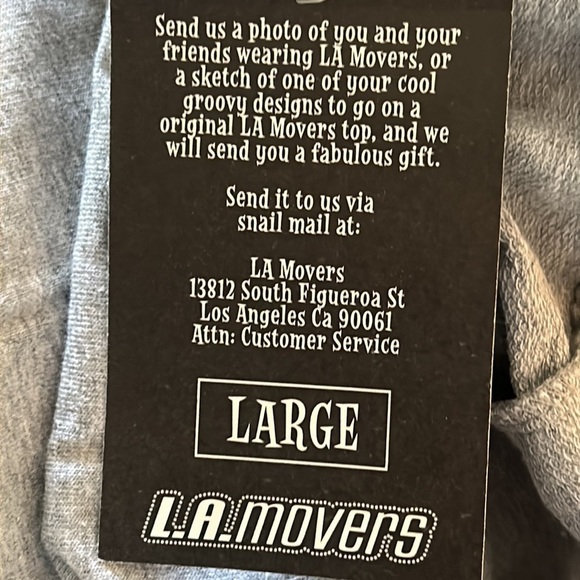 Send us a photo of you and your
friends wearing LA Movers, or
a sketch of one of your cool
groovy designs to go on a
original LA Movers top, and we
will send you a fabulous gift.
Send it to us via
snail mail at:
LA Movers
13812 South Figueroa St
Los Angeles Ca 90061
Attn: Customer Service
LARGE
L.A.movers